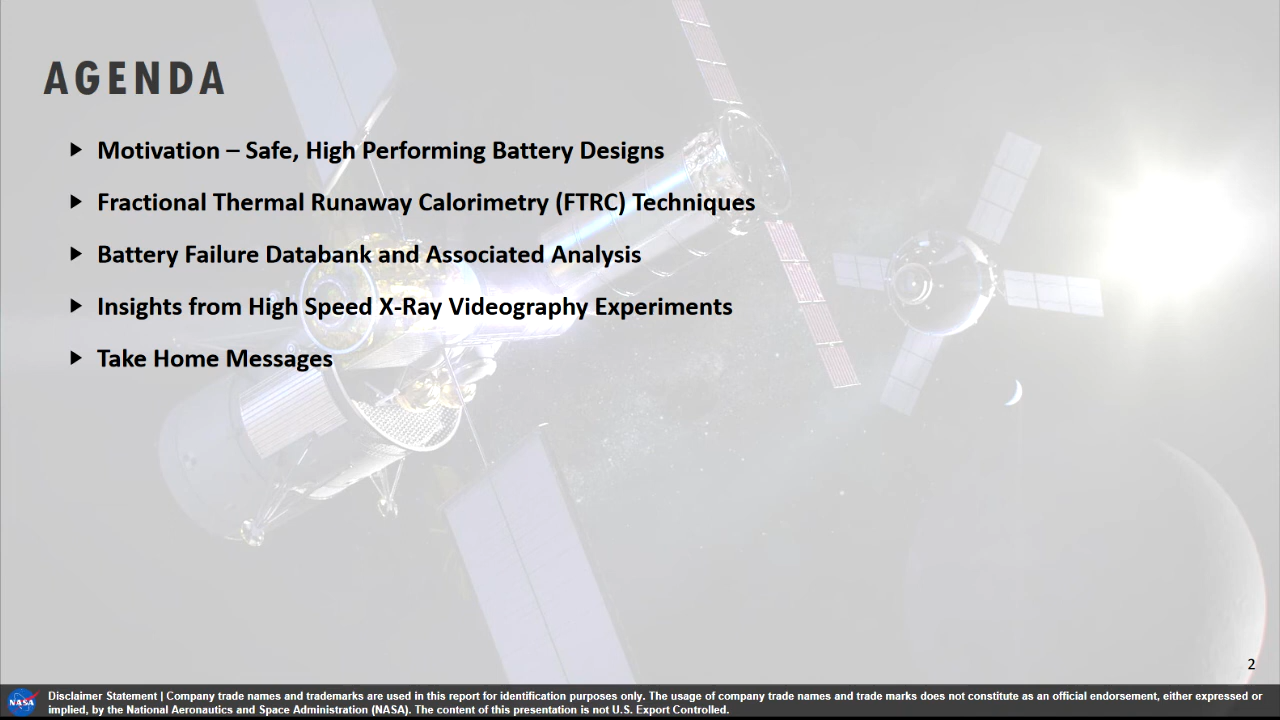 AGENDA
Motivation – Safe, High Performing Battery Designs
Fractional Thermal Runaway Calorimetry (FTRC) Techniques
Battery Failure Databank and Associated Analysis
Insights from High Speed X-Ray Videography Experiments
Take Home Messages
2
NASA
Disclaimer Statement | Company trade names and trademarks are used in this report for identification purposes only. The usage of company trade names and trade marks does not constitute as an official endorsement, either expressed or
implied, by the National Aeronautics and Space Administration (NASA). The content of this presentation is not U.S. Export Controlled.